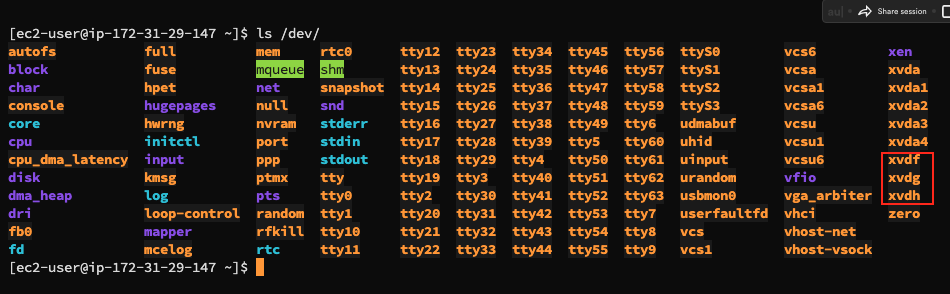 au
Share session
[ec2-user@ip-172-31-29-147 ~]$ ls /dev/
autofs full mem rtc0 tty12 tty23 tty34 tty45 tty56 ttyS0 vcs6 xen
block fuse mqueue shm tty13 tty24 tty35 tty46 tty57 ttyS1 vcsa xvda
char hpet net snapshot tty14 tty25 tty36 tty47 tty58 ttyS2 vcsa1 xvda1
console hugepages null snd tty15 tty26 tty37 tty48 tty59 ttyS3 vcsa6 xvda2
core hwrng nvram stderr tty16 tty27 tty38 tty49 tty6 udmabuf vcsu xvda3
cpu initctl port stdin tty17 tty28 tty39 tty5 tty60 uhid vcsu1 xvda4
cpu_dma_latency input ppp stdout tty18 tty29 tty4 tty50 tty61 uinput vcsu6 xvdf
disk kmsg ptmx tty tty19 tty3 tty40 tty51 tty62 urandom vfio xvdg
dma_heap log pts tty0 tty2 tty30 tty41 tty52 tty63 usbmon0 vga_arbiter xvdh
dri loop-control random tty1 tty20 tty31 tty42 tty53 tty7 userfaultfd vhci zero
fb0 mapper rfkill tty10 tty21 tty32 tty43 tty54 tty8 vcs vhost-net
fd mcelog rtc tty11 tty22 tty33 tty44 tty55 tty9 vcs1 vhost-vsock
[ec2-user@ip-172-31-29-147 ~]$